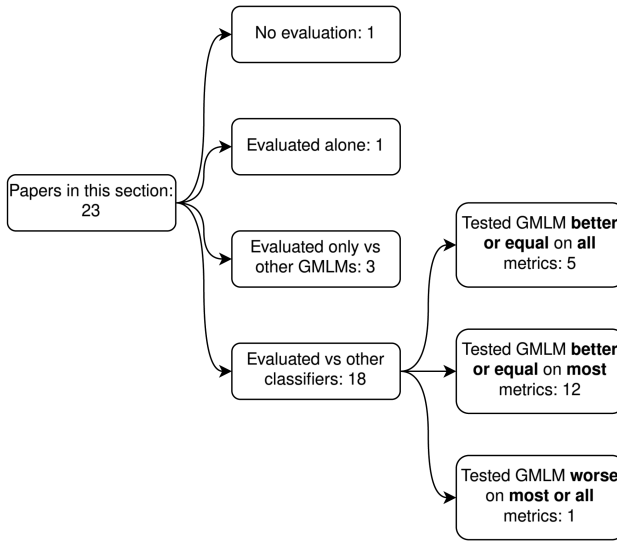 No evaluation: 1
Evaluated alone: 1
Papers in this section:
23
Evaluated only vs
other GMLMs: 3
Evaluated vs other
classifiers: 18
Tested GMLM better
or equal on all
metrics: 5
Tested GMLM better
or equal on most
metrics: 12
Tested GMLM worse
on most or all
metrics: 1